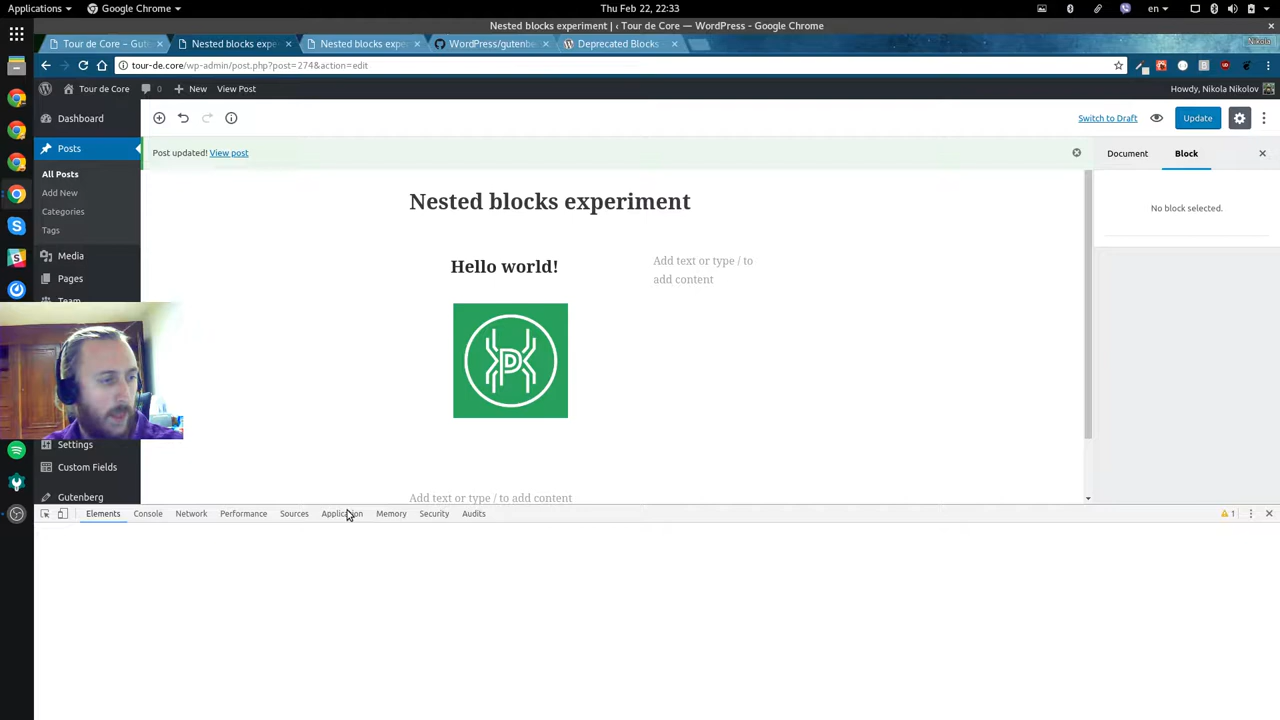 Applications
Google Chrome
Thu Feb 22, 22:33
en
Nested blocks experiment | ‹ Tour de Core — WordPress - Google Chrome
Tour de Core – Gut
Nested blocks expe
Nested blocks expe
WordPress/gutenbe
Deprecated Blocks
Nikola
tour-de.core/wp-admin/post.php?post=274&action=edit
Tour de Core
0
New
View Post
Howdy, Nikola Nikolov
Dashboard
Switch to Draft
Update
Posts
Post updated! View post
Document
Block
All Posts
Add New
Categories
Tags
Nested blocks experiment
No block selected.
Media
Pages
Team
Hello world!
Add text or type / to
add content
PD
Settings
Custom Fields
Gutenberg
Add text or type / to add content
Elements
Console
Network
Performance
Sources
Application
Memory
Security
Audits
1